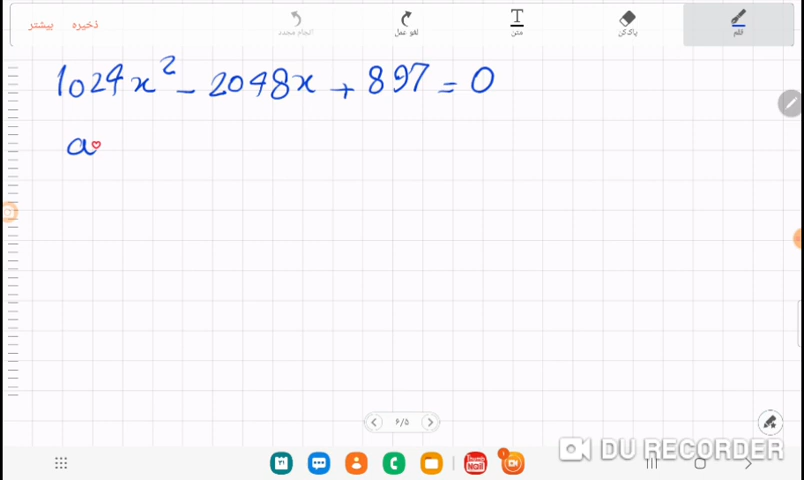 بیشتر ذخیره انجام مجدد لغو عمل T متن پاک‌کن قلم
1024x² - 2048x + 897 = 0
a
۶/۵
DU RECORDER